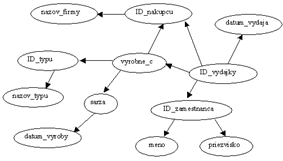 nazov_firmy
ID_nakupcu
datum_vydaja
ID_typu
vyrobne_c
ID_vydajky
nazov_typu
sarza
ID_zamestnanca
datum_vyroby
meno
priezvisko